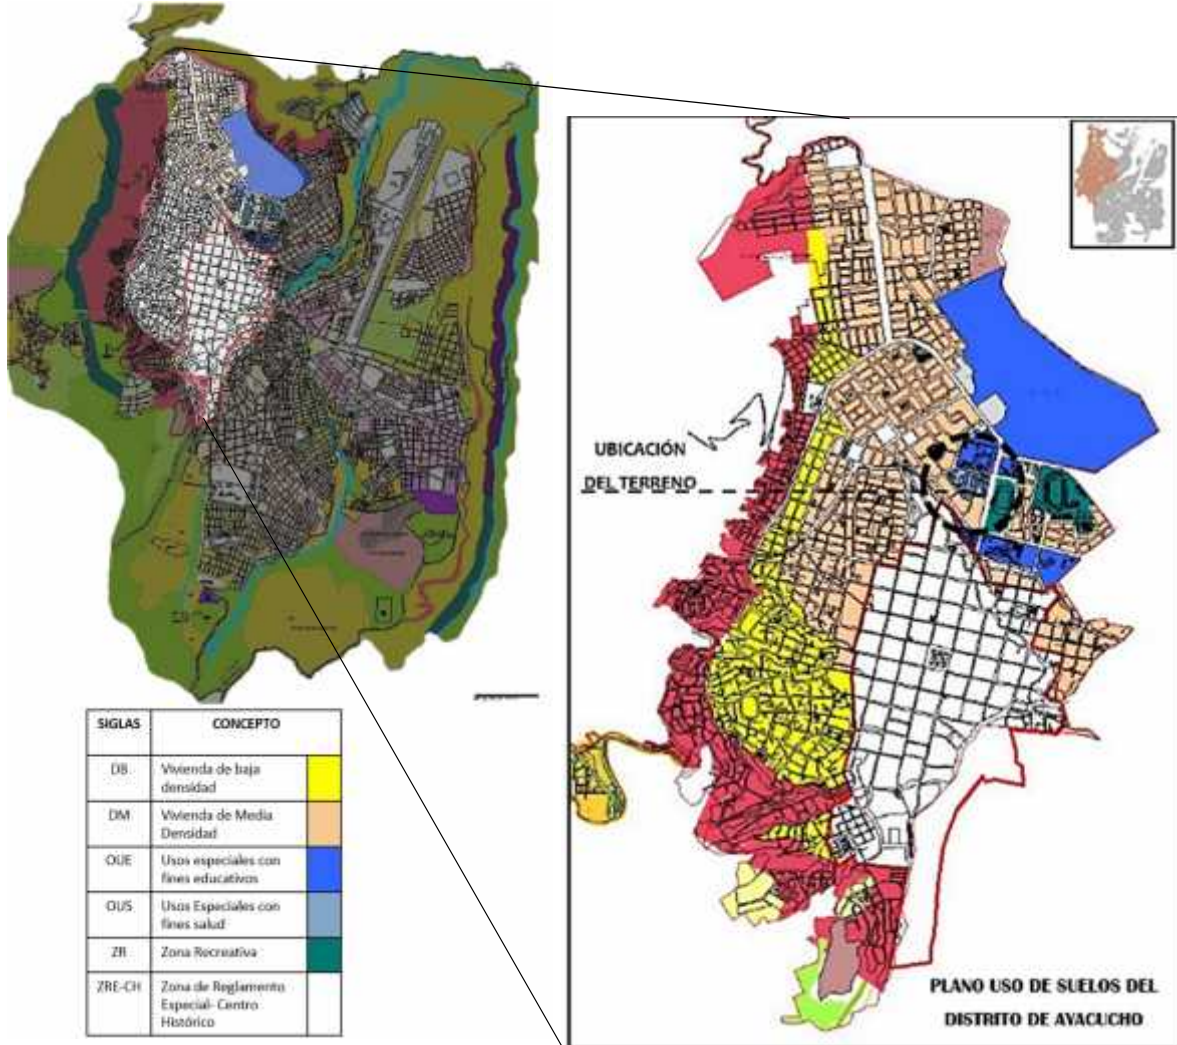 UBICACIÓN
DEL TERRENO
SIGLAS CONCEPTO
DB Vivienda de baja
densidad
DM Vivienda de Media
Densidad
OUE Usos especiales con
fines educativos
OUS Usos Especiales con
fines salud
ZR Zona Recreativa
ZRE-CH Zona de Reglamento
Especial- Centro
Histórico
PLANO USO DE SUELOS DEL
DISTRITO DE AYACUCHO